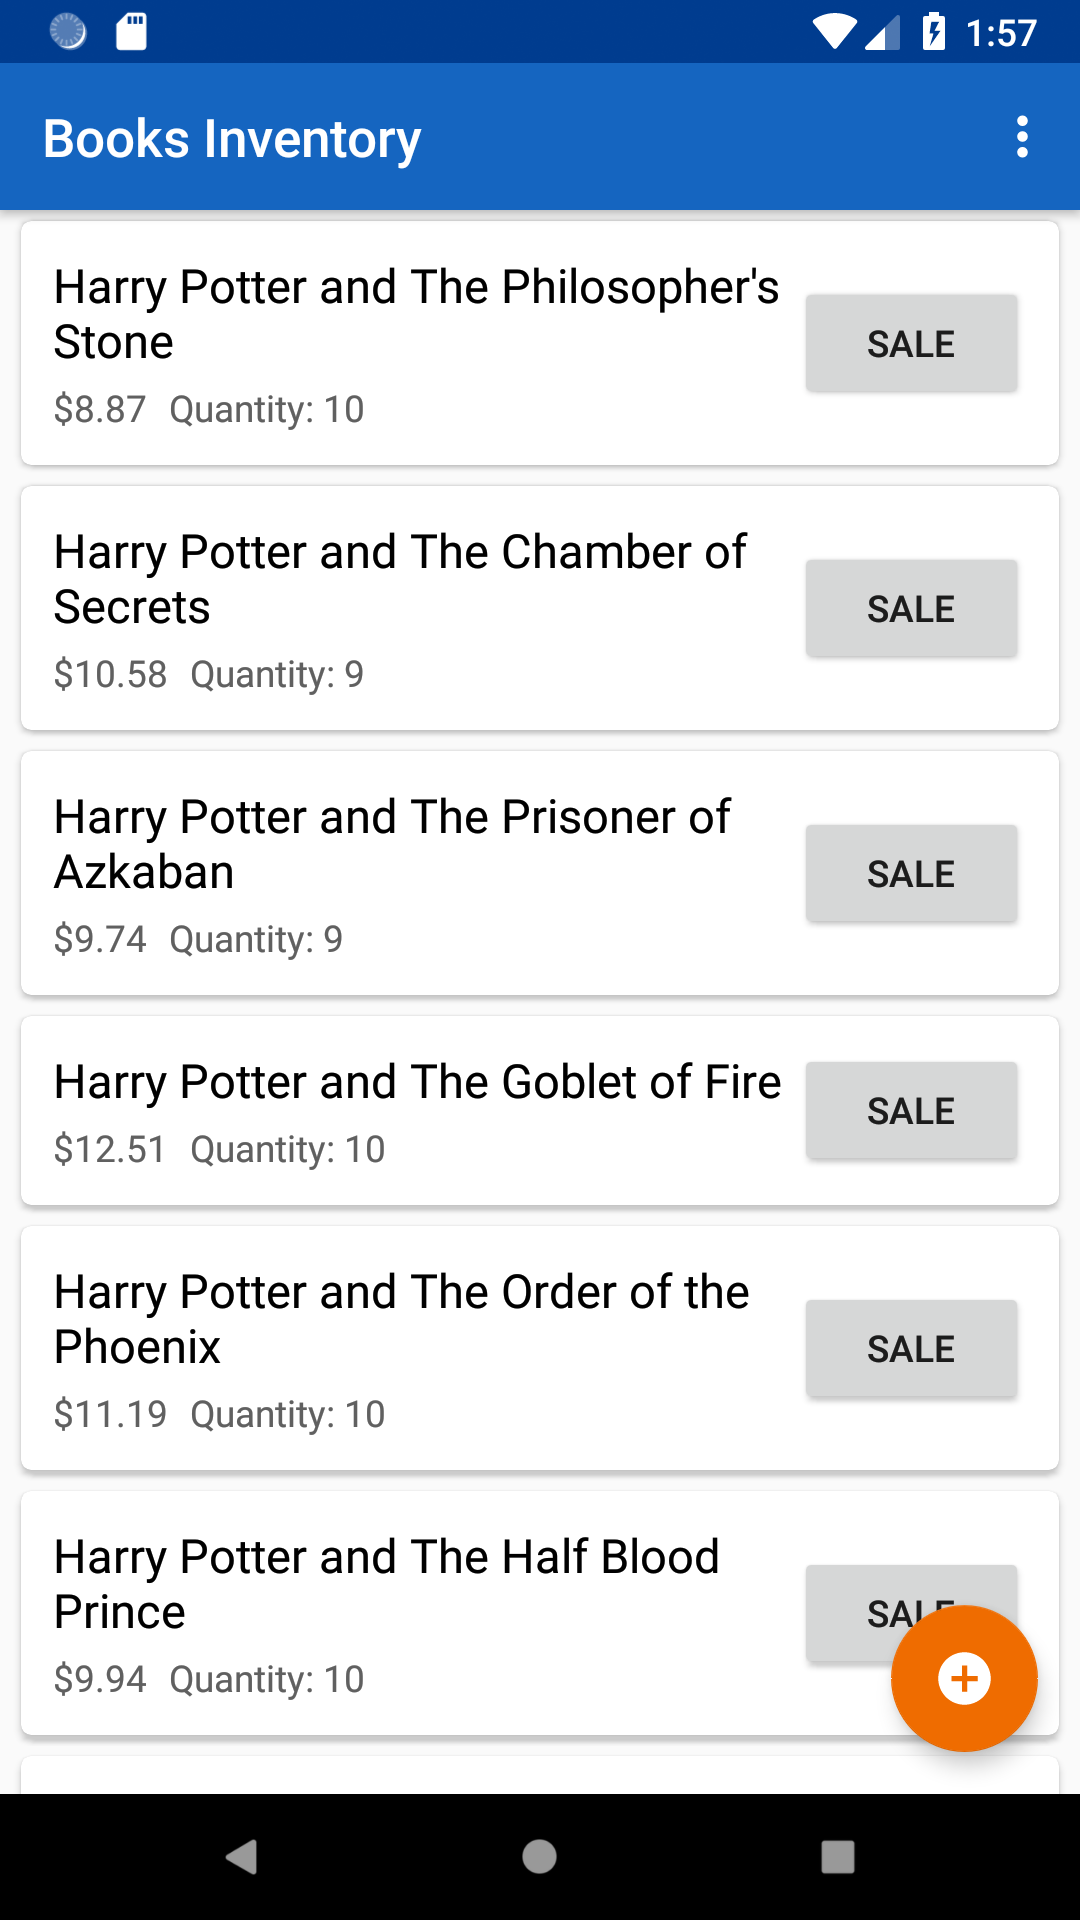 1:57
Books Inventory
Harry Potter and The Philosopher's
Stone
SALE
$8.87 Quantity: 10
Harry Potter and The Chamber of
Secrets
SALE
$10.58 Quantity: 9
Harry Potter and The Prisoner of
Azkaban
SALE
$9.74 Quantity: 9
Harry Potter and The Goblet of Fire
SALE
$12.51 Quantity: 10
Harry Potter and The Order of the
Phoenix
SALE
$11.19 Quantity: 10
Harry Potter and The Half Blood
Prince
SALE
$9.94 Quantity: 10